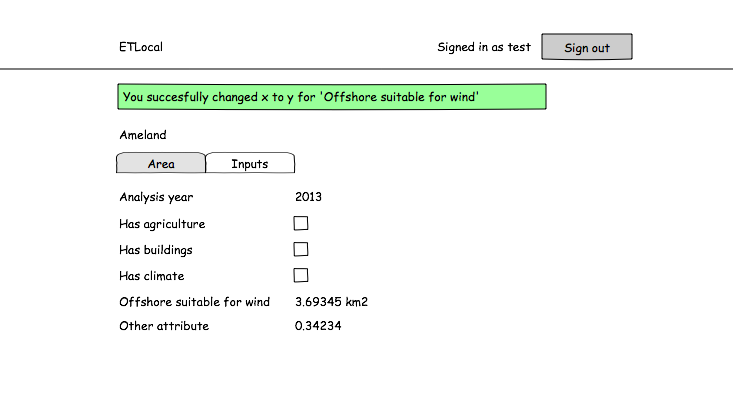 ETLocal
Signed in as test
Sign out
You succesfully changed x to y for 'Offshore suitable for wind'
Ameland
Area
Inputs
Analysis year 2013
Has agriculture
Has buildings
Has climate
Offshore suitable for wind 3.69345 km2
Other attribute 0.34234